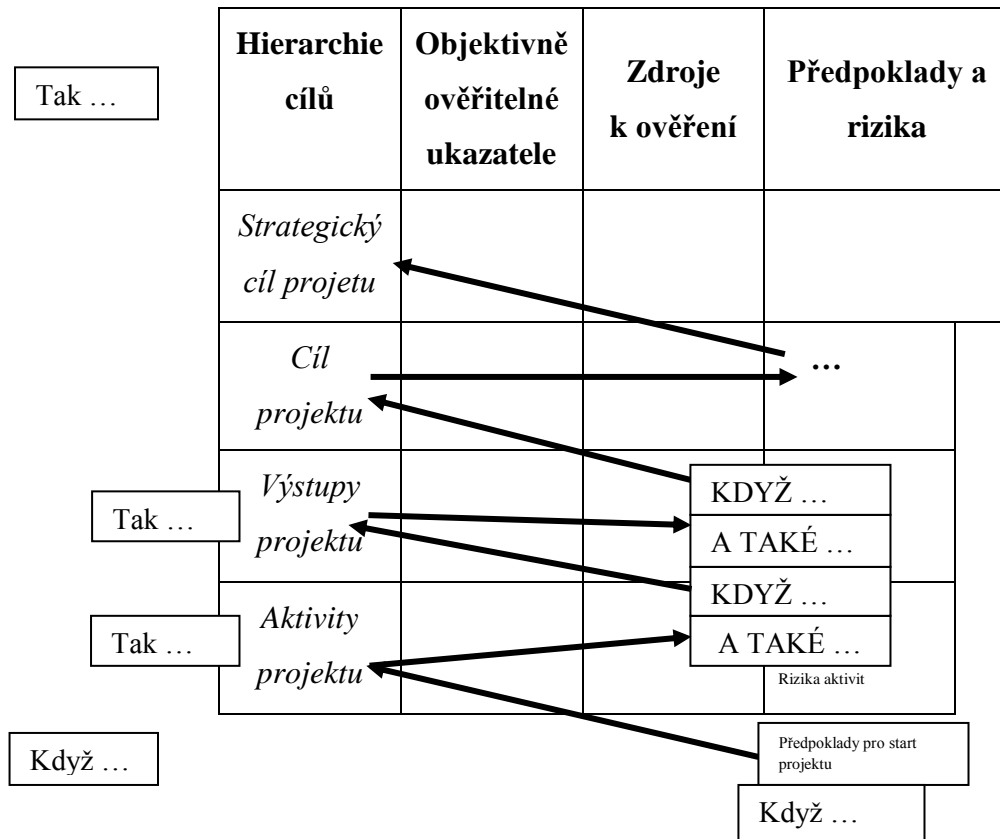 Hierarchie
cílů
Objektivně
ověřitelné
ukazatele
Zdroje
k ověření
Předpoklady a
rizika
Tak …
Strategický
cíl projetu
Cíl
projektu
…
Výstupy
projektu
Tak …
KDYŽ …
A TAKÉ …
KDYŽ …
A TAKÉ …
Aktivity
projektu
Tak …
Rizika aktivit
Když …
Předpoklady pro start
projektu
Když …